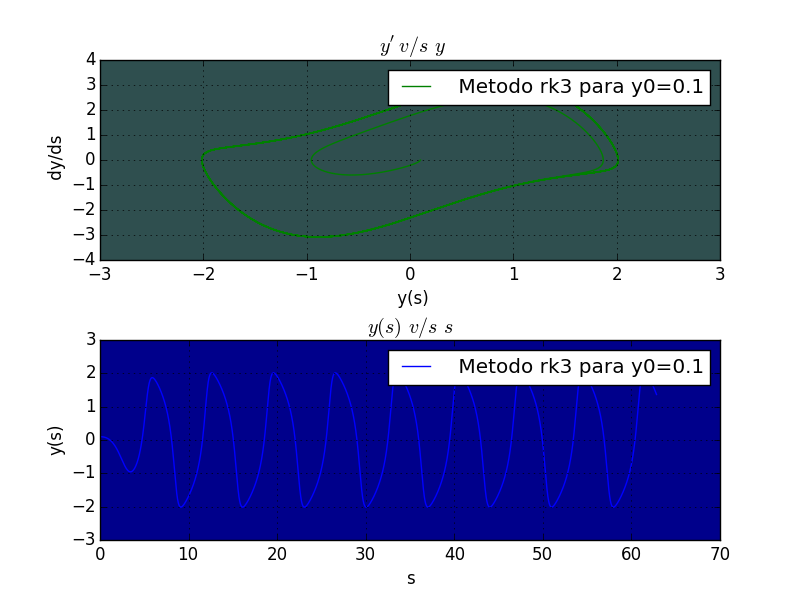 y′ v/s y
4
3
2
1
0
−1
−2
−3
−4
dy/ds
Metodo rk3 para y0=0.1
−3 −2 −1 0 1 2 3
y(s)
y(s) v/s s
3
2
1
0
−1
−2
−3
y(s)
Metodo rk3 para y0=0.1
0 10 20 30 40 50 60 70
s